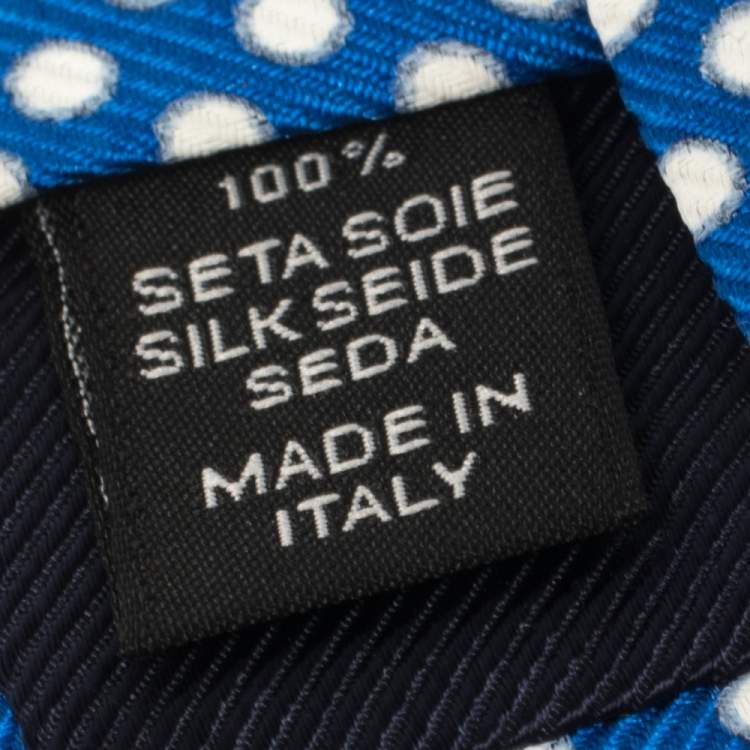 100%
SETA SOIE
SILK SEIDE
SEDA
MADE IN
ITALY